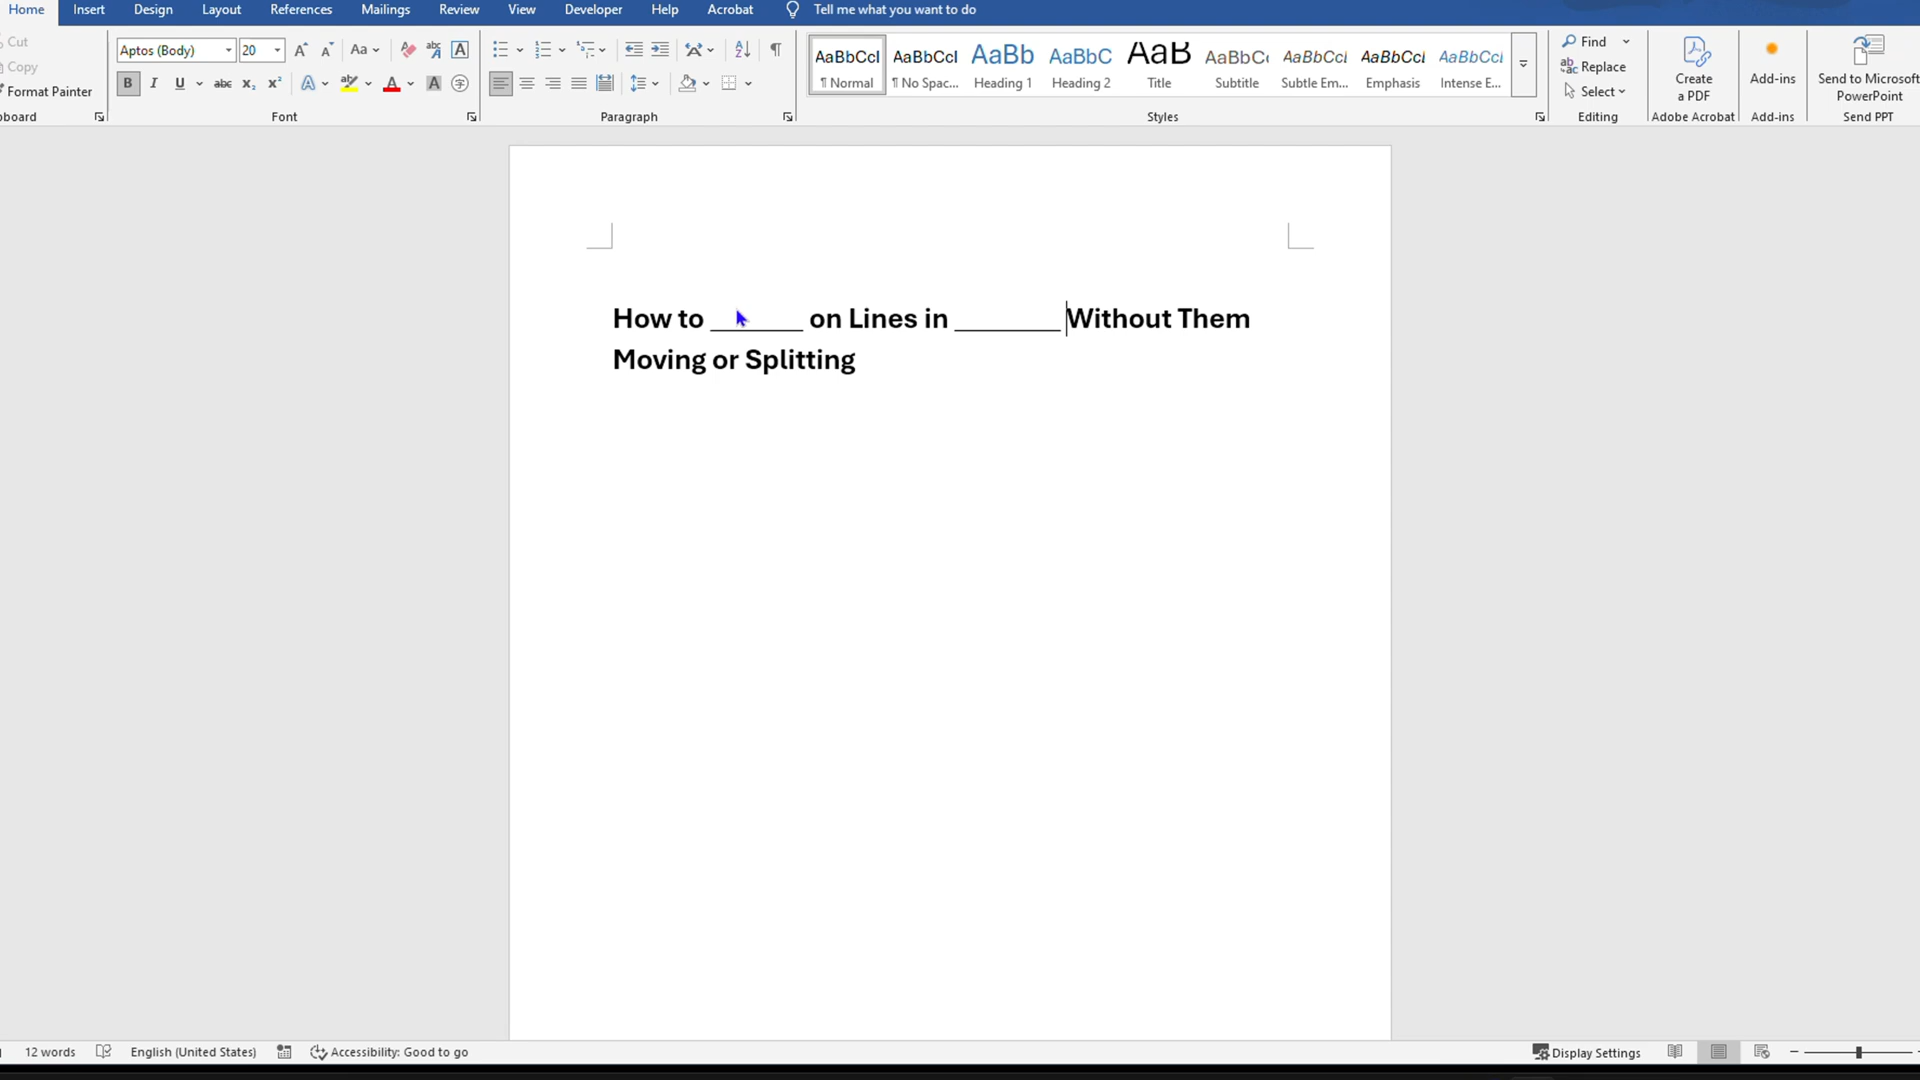 Home Insert Design Layout References Mailings Review View Developer Help Acrobat Tell me what you want to do
Cut
Copy
Format Painter
Aptos (Body) 20
Font
Paragraph
AaBbCcI AaBbCcI AaBb AaBbC AaB AaBbCc AaBbCcI AaBbCcI AaBbCcI
¶ Normal ¶ No Spac... Heading 1 Heading 2 Title Subtitle Subtle Em... Emphasis Intense E...
Styles
Find
Replace
Select
Editing
Create
a PDF
Adobe Acrobat
Add-ins
Add-ins
Send to Microsoft
PowerPoint
Send PPT
How to _______ on Lines in ________ Without Them
Moving or Splitting
12 words English (United States) Accessibility: Good to go Display Settings